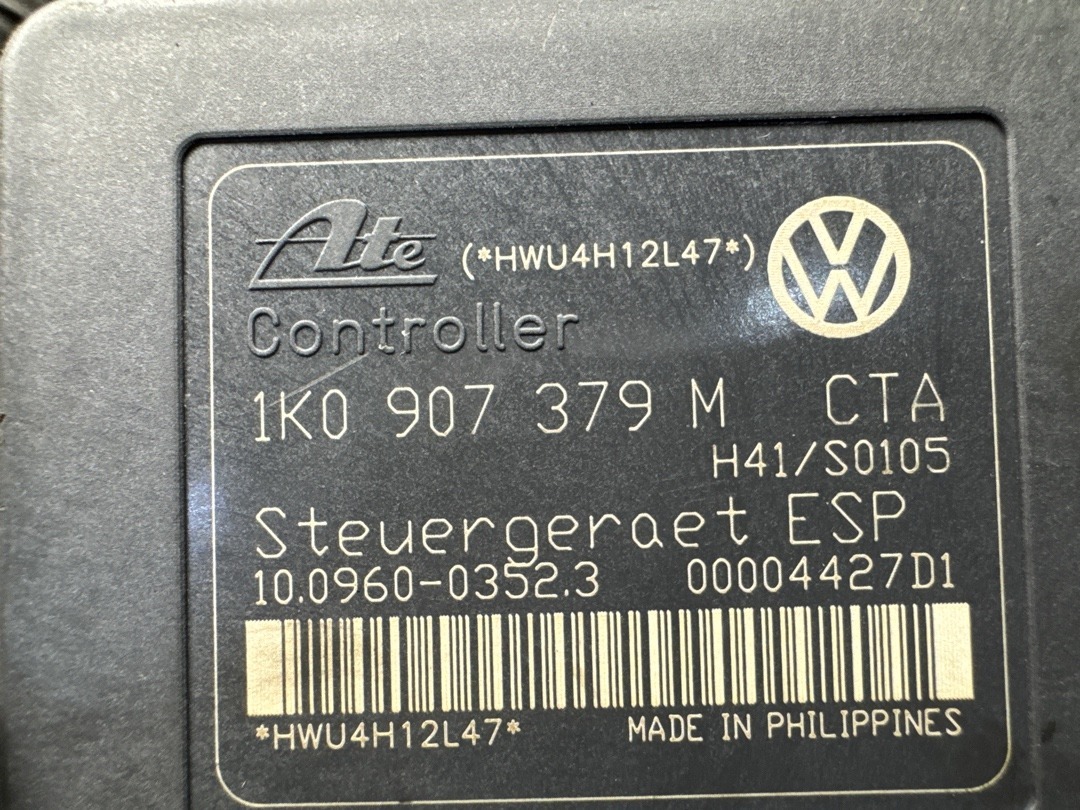 Ate (*HWU4H12L47*) VW
Controller
1K0 907 379 M CTA
H41/S0105
Steuergeraet ESP
10.0960-0352.3 00004427D1
*HWU4H12L47* MADE IN PHILIPPINES